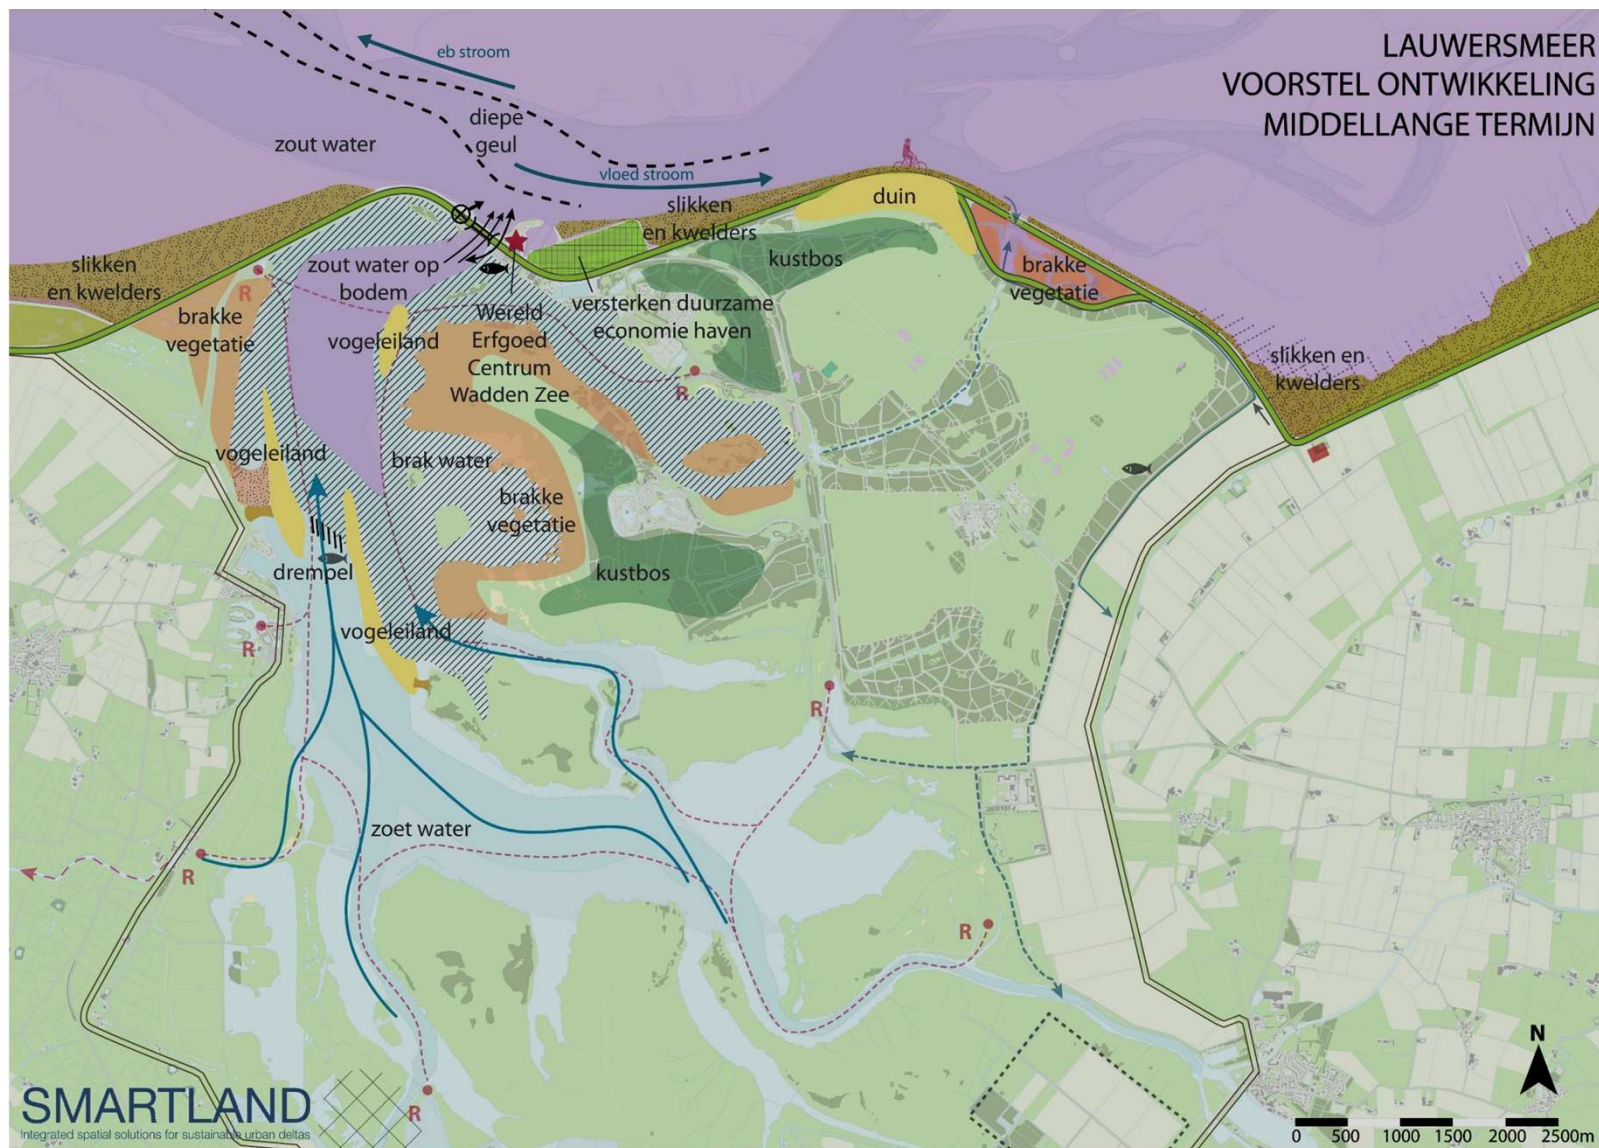 LAUWERSMEER
VOORSTEL ONTWIKKELING
MIDDELLANGE TERMIJN
eb stroom
diepe
geul
zout water
vloed stroom
duin
slikken
en kwelders
kustbos
brakke
vegetatie
slikken
en kwelders
zout water op
bodem
versterken duurzame
economie haven
R
brakke
vegetatie
vogeleiland
Wereld
Erfgoed
Centrum
Wadden Zee
slikken en
kwelders
R
vogeleiland
brak water
brakke
vegetatie
drempel
kustbos
vogeleiland
R
R
zoet water
R
R
R
N
SMARTLAND
Integrated spatial solutions for sustainable urban deltas
0 500 1000 1500 2000 2500m